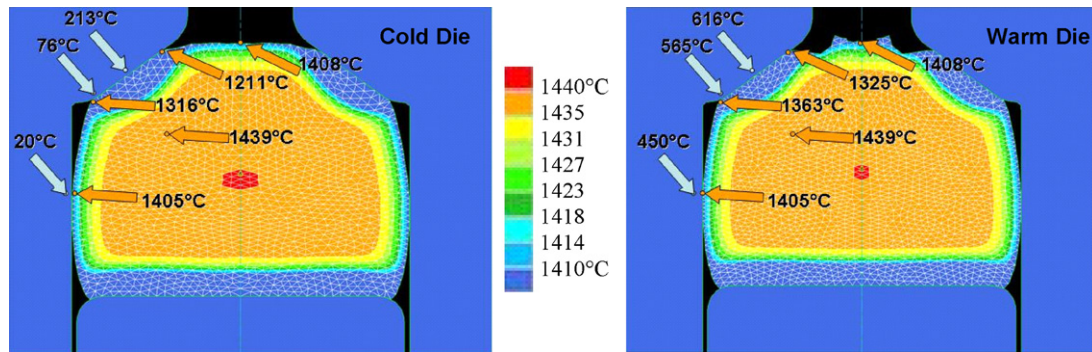 213°C
Cold Die
76°C
1408°C
1211°C
1316°C
1439°C
20°C
1405°C
1440°C
1435
1431
1427
1423
1418
1414
1410°C
616°C
Warm Die
565°C
1408°C
1325°C
1363°C
1439°C
450°C
1405°C